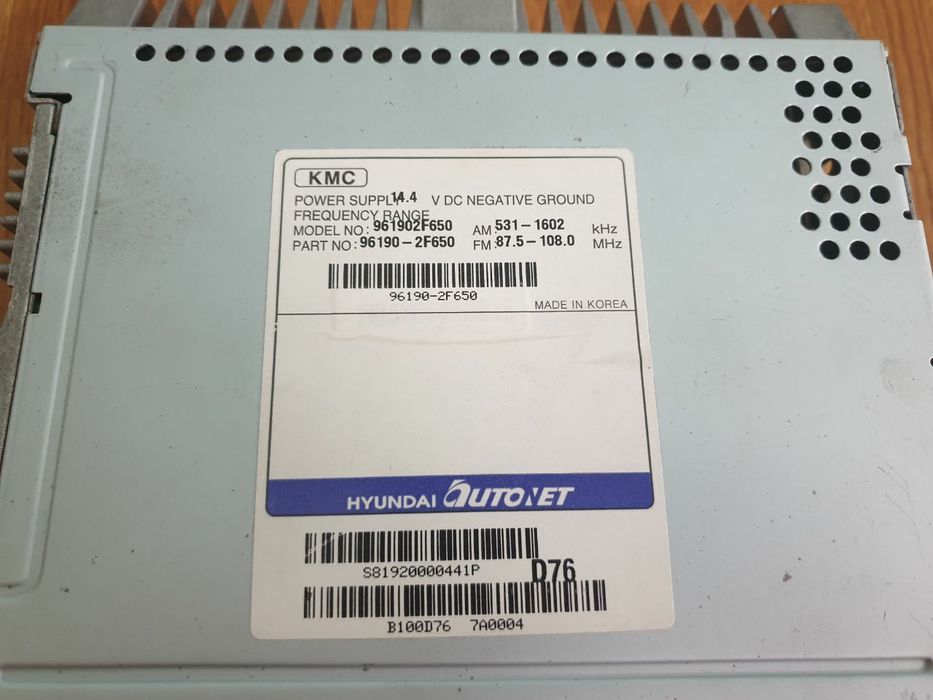 KMC
POWER SUPPLY 14.4 V DC NEGATIVE GROUND
FREQUENCY RANGE
MODEL NO: 961902F650 AM: 531-1602 kHz
PART NO: 96190-2F650 FM: 87.5-108.0 MHz
96190-2F650
MADE IN KOREA
HYUNDAI AUTONET
S81920000441P D76
B100D76 7A0004